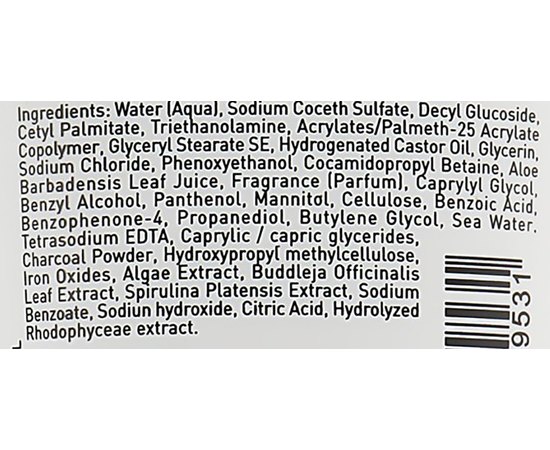 Ingredients: Water (Aqua), Sodium Coceth Sulfate, Decyl Glucoside,
Cetyl Palmitate, Triethanolamine, Acrylates/Palmeth-25 Acrylate
Copolymer, Glyceryl Stearate SE, Hydrogenated Castor Oil, Glycerin,
Sodium Chloride, Phenoxyethanol, Cocamidopropyl Betaine, Aloe
Barbadensis Leaf Juice, Fragrance (Parfum), Caprylyl Glycol,
Benzyl Alcohol, Panthenol, Mannitol, Cellulose, Benzoic Acid,
Benzophenone-4, Propanediol, Butylene Glycol, Sea Water.
Tetrasodium EDTA, Caprylic / capric glycerides,
Charcoal Powder, Hydroxypropyl methylcellulose,
Iron Oxides, Algae Extract, Buddleja Officinalis
Leaf Extract, Spirulina Platensis Extract, Sodium
Benzoate, Sodiun hydroxide, Citric Acid, Hydrolyzed
Rhodophyceae extract.
9531